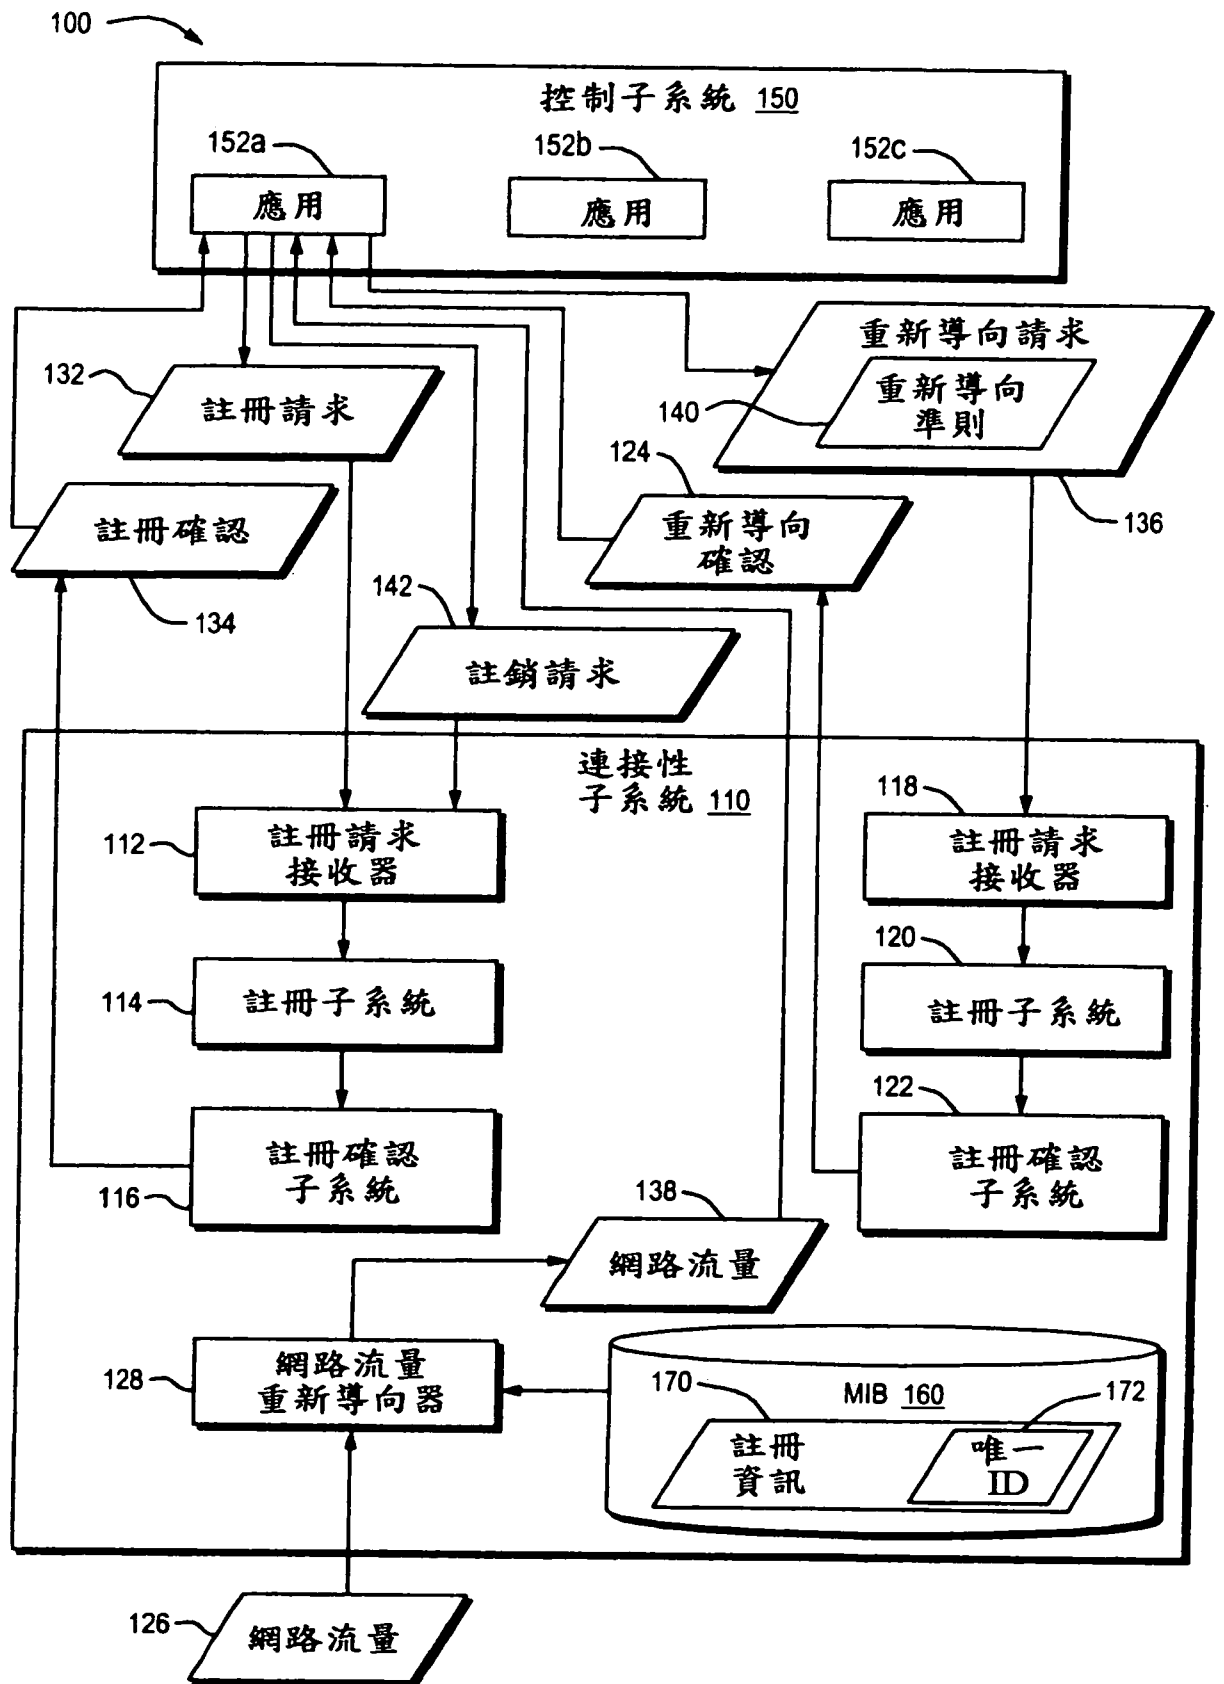 100
控制子系統 150
152a
152b
152c
應用
應用
應用
重新導向請求
132
註冊請求
140
重新導向
準則
124
136
註冊確認
重新導向
確認
134
142
註銷請求
連接性
子系統 110
118
112
註冊請求
接收器
註冊請求
接收器
120
114
註冊子系統
註冊子系統
122
註冊確認
子系統
116
註冊確認
子系統
138
網路流量
128
網路流量
重新導向器
170
MIB 160
172
註冊
資訊
唯一
ID
126
網路流量